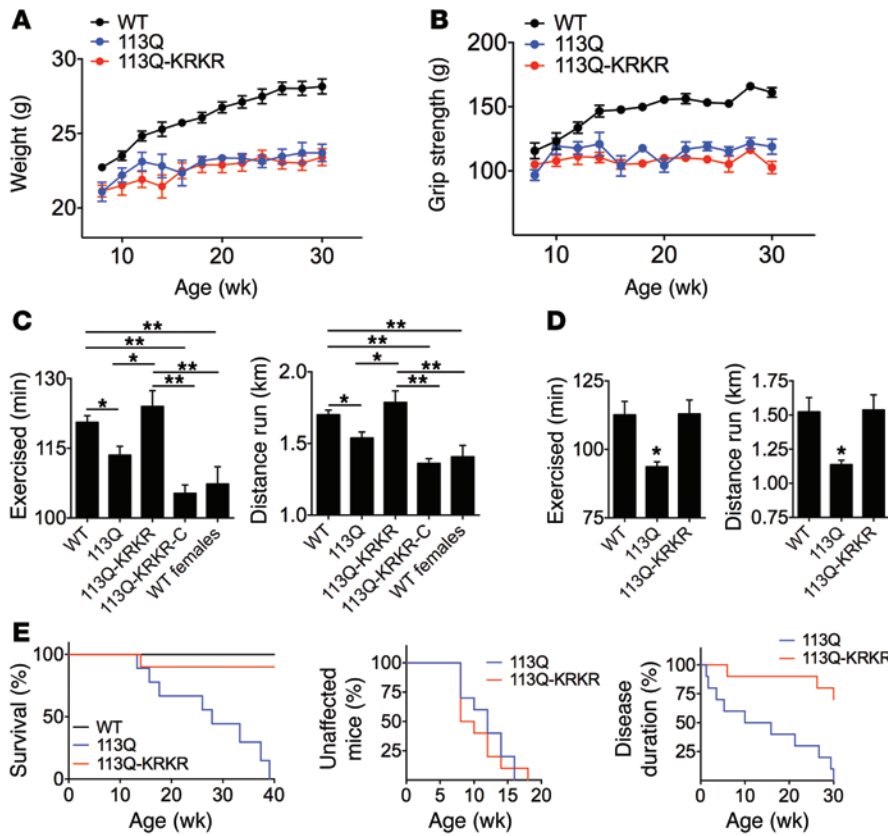 A
WT
113Q
113Q-KRKR
Weight (g)
30
28
26
24
22
20
10
20
30
Age (wk)
B
WT
113Q
113Q-KRKR
Grip strength (g)
200
150
100
10
20
30
Age (wk)
C
**
**
*
**
*
**
Exercised (min)
130
115
100
WT
113Q
113Q-KRKR
113Q-KRKR-C
WT females
**
**
*
**
*
**
Distance run (km)
2.0
1.5
1.0
WT
113Q
113Q-KRKR
113Q-KRKR-C
WT females
D
Exercised (min)
125
100
75
*
WT
113Q
113Q-KRKR
Distance run (km)
1.75
1.50
1.25
1.00
0.75
*
WT
113Q
113Q-KRKR
E
Survival (%)
100
50
0
WT
113Q
113Q-KRKR
0
10
20
30
40
Age (wk)
Unaffected
mice (%)
100
75
50
25
113Q
113Q-KRKR
0
5
10
15
20
Age (wk)
Disease
duration (%)
113Q
113Q-KRKR
100
75
50
25
0
10
20
30
Age (wk)